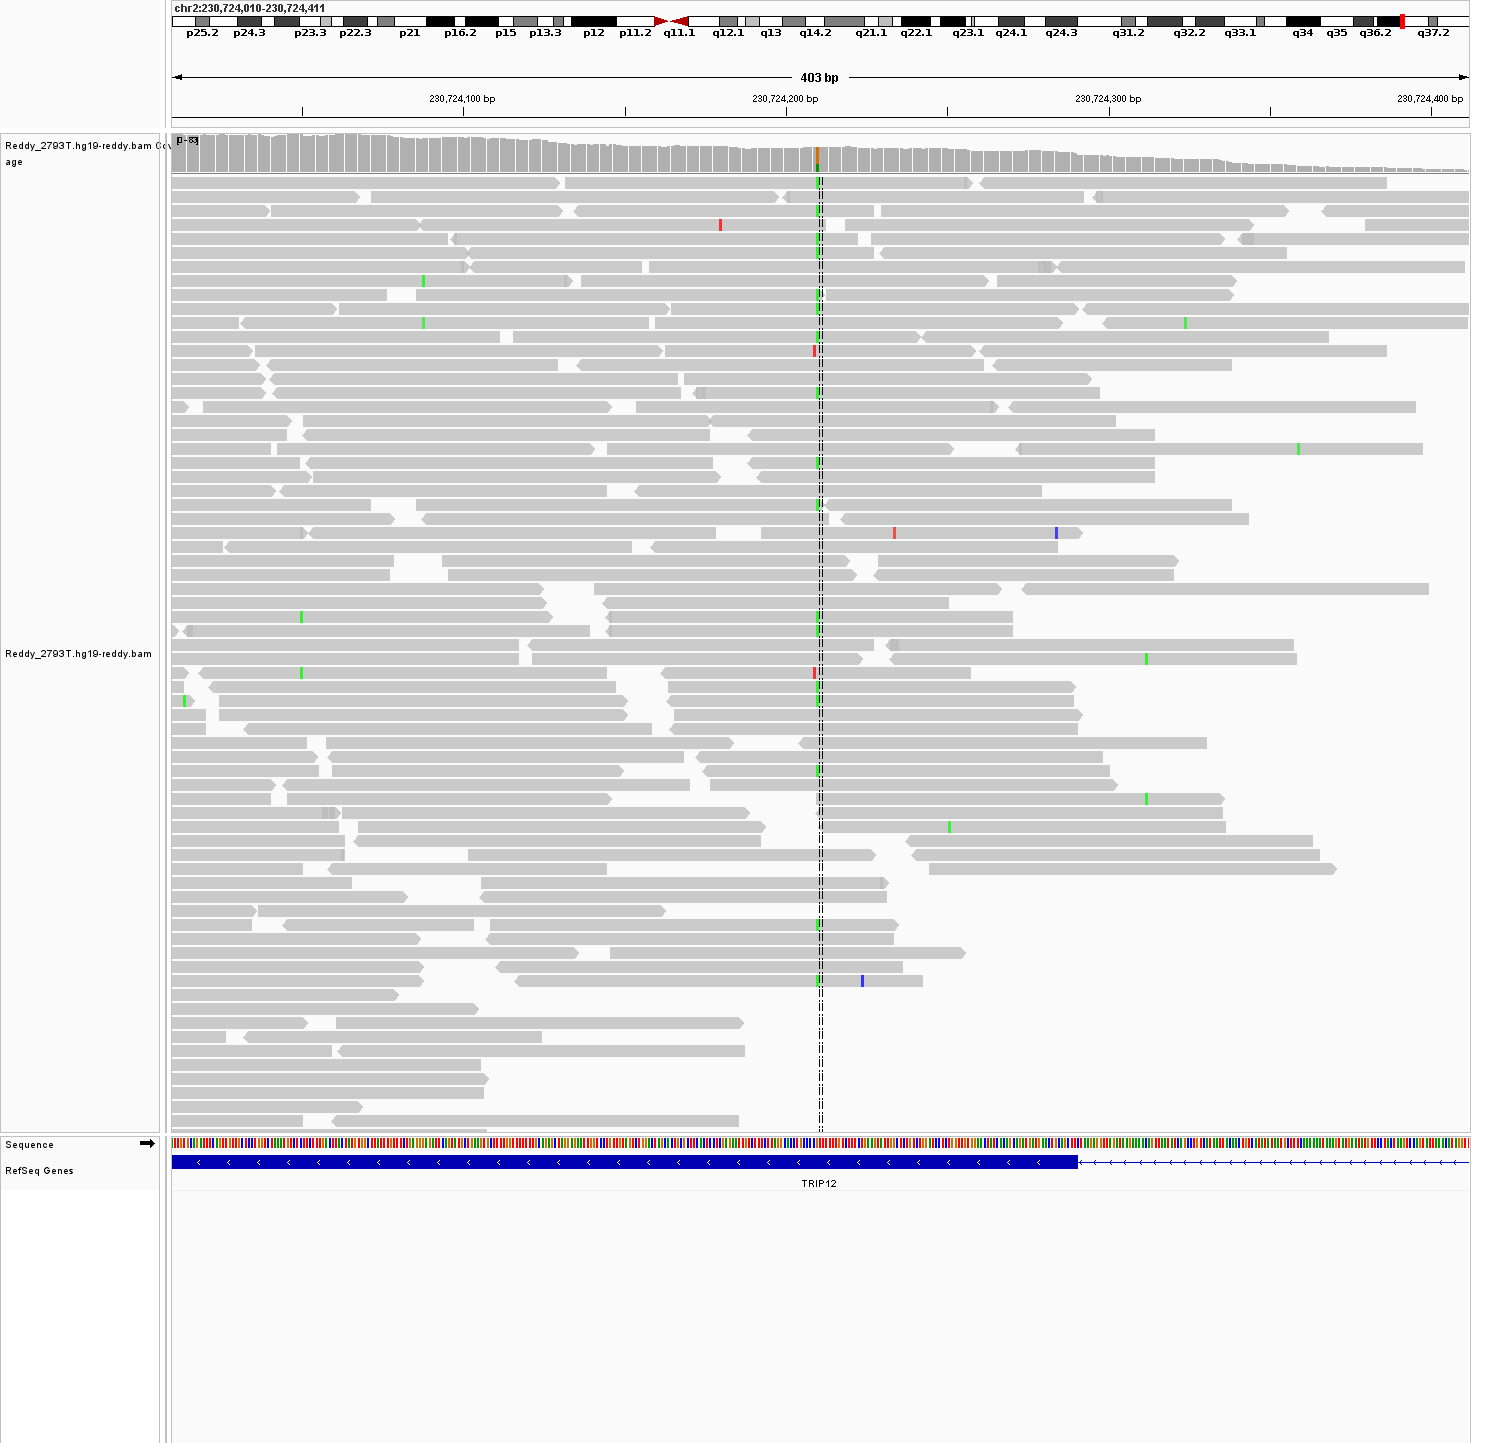 chr2:230,724,010-230,724,411
p25.2 p24.3 p23.3 p22.3 p21 p16.2 p15 p13.3 p12 p11.2 q11.1 q12.1 q13 q14.2 q21.1 q22.1 q23.1 q24.1 q24.3 q31.2 q32.2 q33.1 q34 q35 q36.2 q37.2
403 bp
230,724,100 bp 230,724,200 bp 230,724,300 bp 230,724,400 bp
[0 - 83]
Reddy_2793T.hg19-reddy.bam Cov
age
Reddy_2793T.hg19-reddy.bam
Sequence
RefSeq Genes
TRIP12